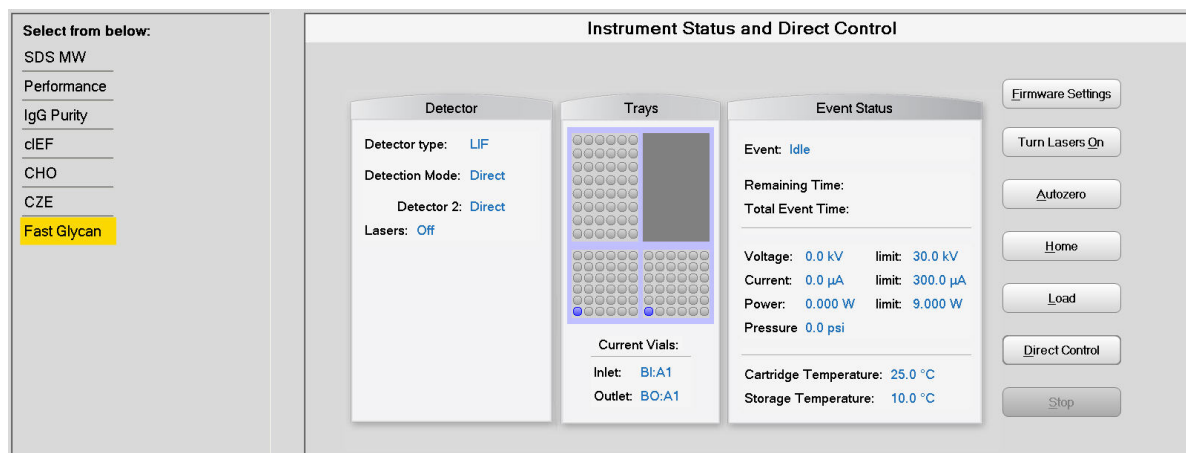 Select from below:
SDS MW
Performance
IgG Purity
cIEF
CHO
CZE
Fast Glycan
Instrument Status and Direct Control
Detector
Detector type: LIF
Detection Mode: Direct
Detector 2: Direct
Lasers: Off
Trays
Current Vials:
Inlet: BI:A1
Outlet: BO:A1
Event Status
Event: Idle
Remaining Time:
Total Event Time:
Voltage: 0.0 kV limit: 30.0 kV
Current: 0.0 µA limit: 300.0 µA
Power: 0.000 W limit: 9.000 W
Pressure 0.0 psi
Cartridge Temperature: 25.0 °C
Storage Temperature: 10.0 °C
Firmware Settings
Turn Lasers On
Autozero
Home
Load
Direct Control
Stop